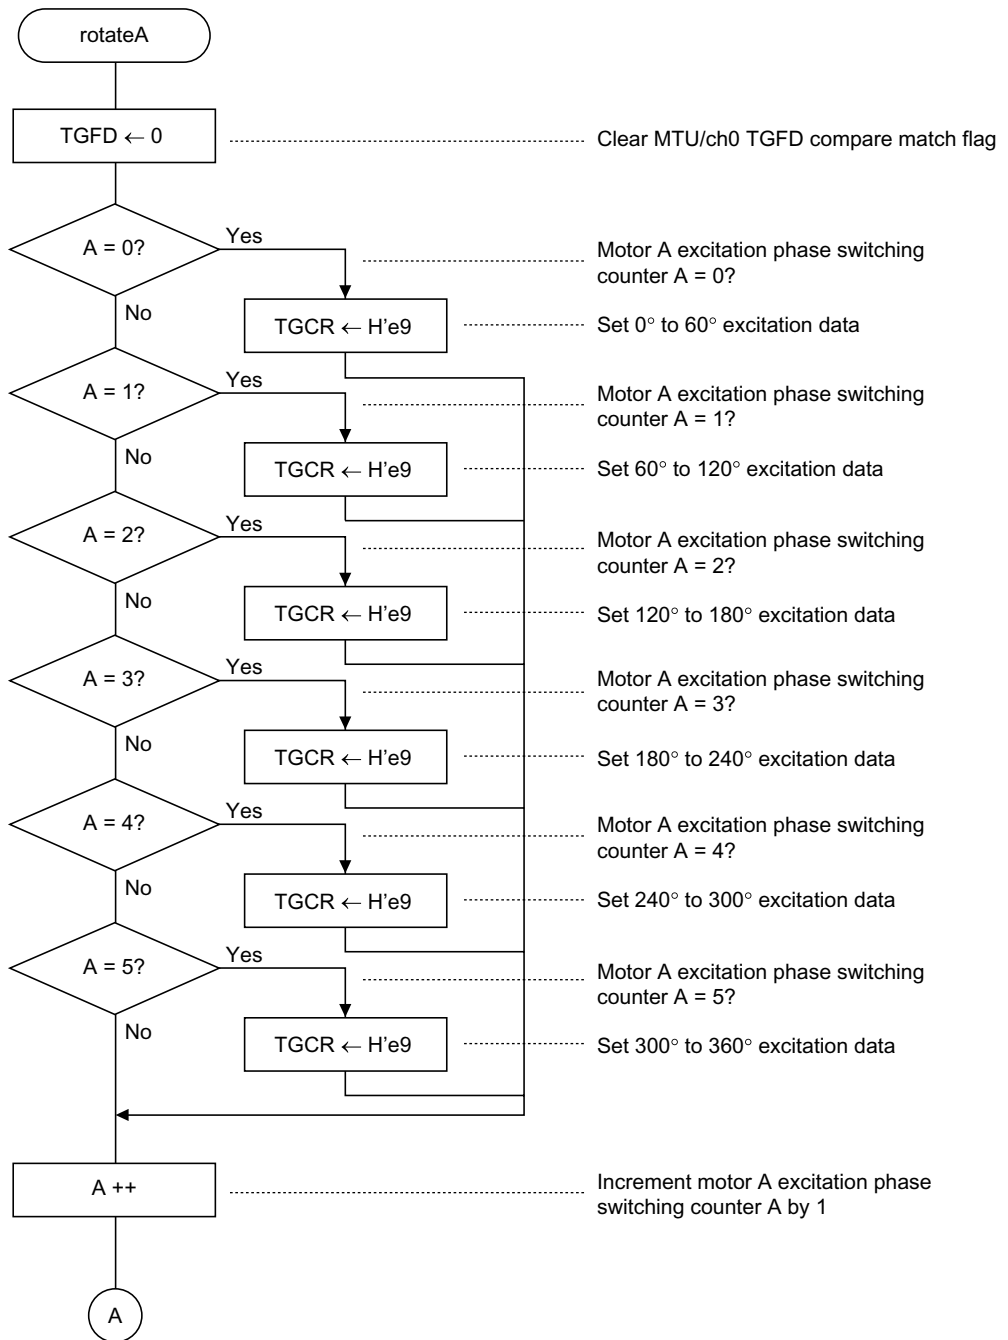 rotateA
TGFD ← 0
Clear MTU/ch0 TGFD compare match flag
A = 0?
Yes
Motor A excitation phase switching
counter A = 0?
No
TGCR ← H'e9
Set 0° to 60° excitation data
A = 1?
Yes
Motor A excitation phase switching
counter A = 1?
No
TGCR ← H'e9
Set 60° to 120° excitation data
A = 2?
Yes
Motor A excitation phase switching
counter A = 2?
No
TGCR ← H'e9
Set 120° to 180° excitation data
A = 3?
Yes
Motor A excitation phase switching
counter A = 3?
No
TGCR ← H'e9
Set 180° to 240° excitation data
A = 4?
Yes
Motor A excitation phase switching
counter A = 4?
No
TGCR ← H'e9
Set 240° to 300° excitation data
A = 5?
Yes
Motor A excitation phase switching
counter A = 5?
No
TGCR ← H'e9
Set 300° to 360° excitation data
A ++
Increment motor A excitation phase
switching counter A by 1
A